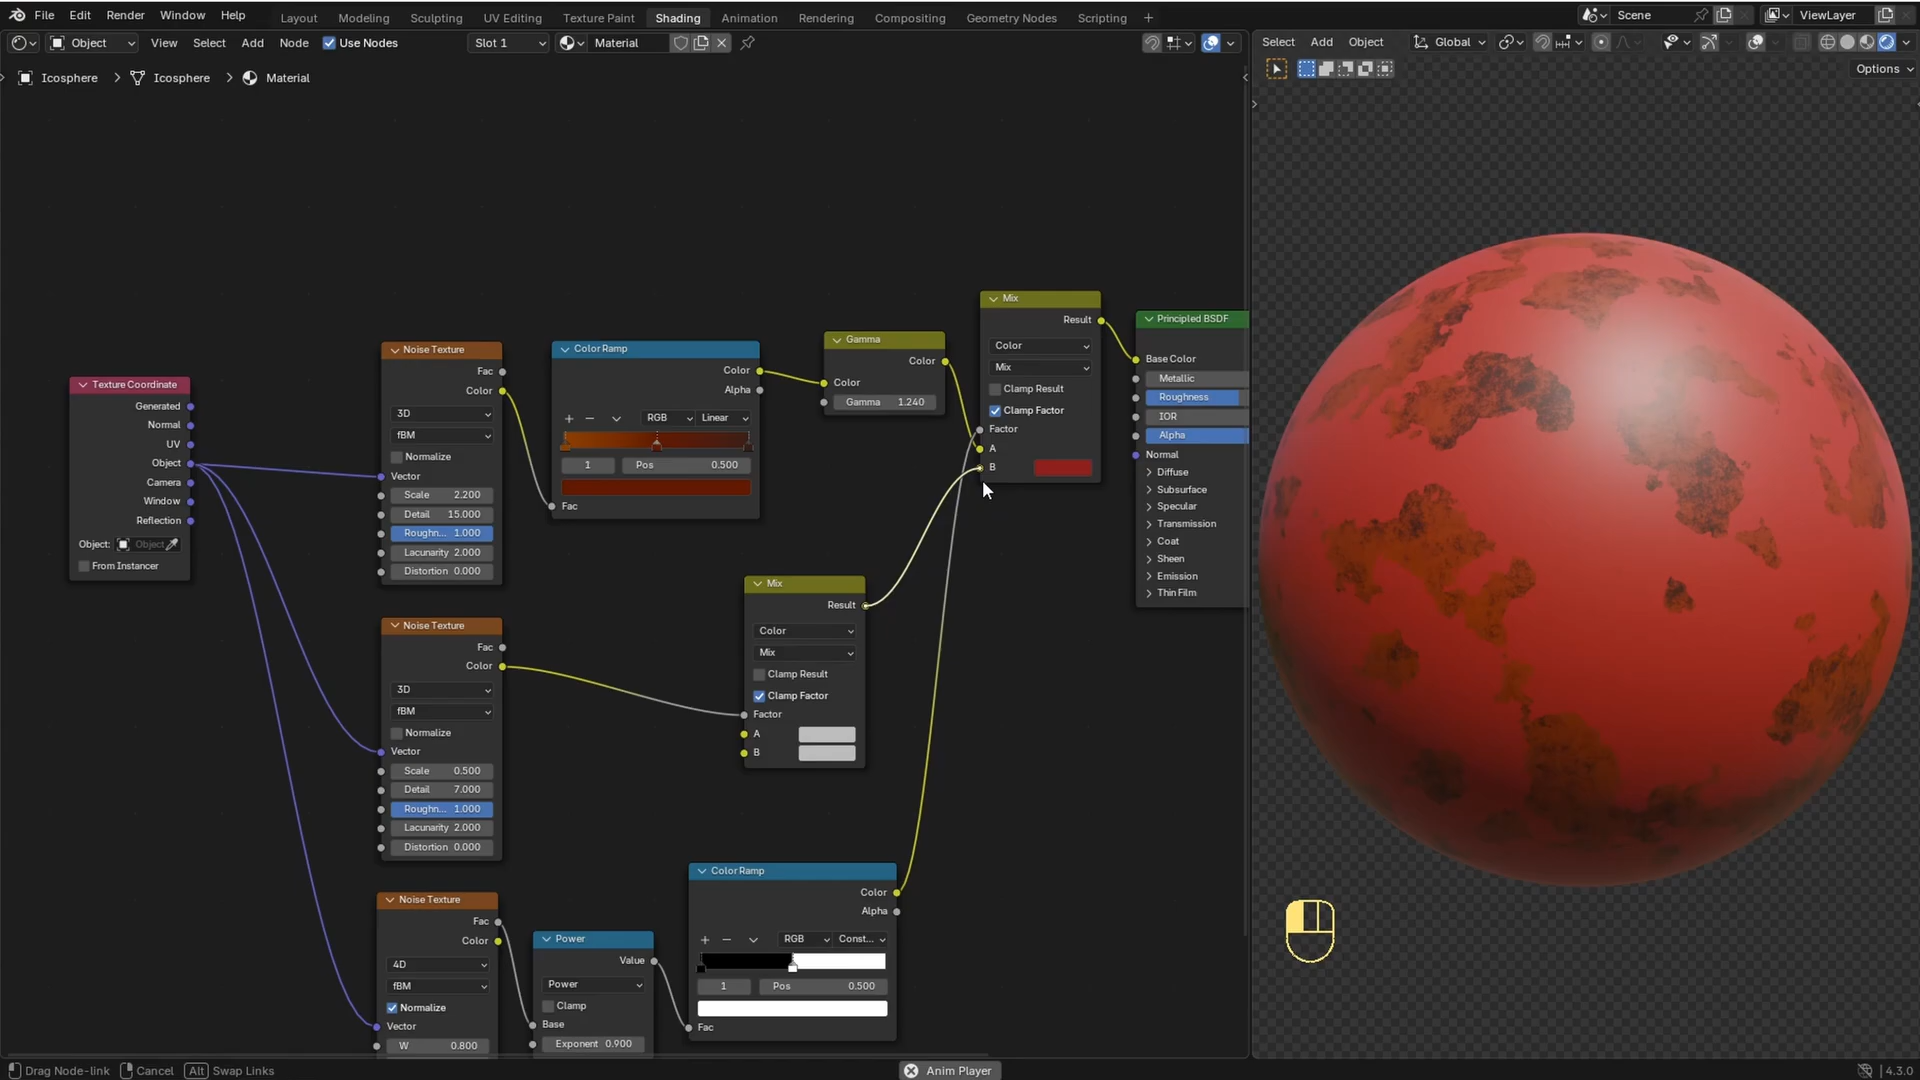 File Edit Render Window Help Layout Modeling Sculpting UV Editing Texture Paint Shading Animation Rendering Compositing Geometry Nodes Scripting + Scene ViewLayer
Object View Select Add Node Use Nodes Slot 1 Material Select Add Object Global
Options
Icosphere > Icosphere > Material
Texture Coordinate
Generated
Normal
UV
Object
Camera
Window
Reflection
Object: Object
From Instancer
Noise Texture
Fac
Color
3D
fBM
Normalize
Vector
Scale 2.200
Detail 15.000
Roughn... 1.000
Lacunarity 2.000
Distortion 0.000
Color Ramp
Color
Alpha
RGB Linear
1 Pos 0.500
Fac
Gamma
Color
Color
Gamma 1.240
Mix
Result
Color
Mix
Clamp Result
Clamp Factor
Factor
A
B
Principled BSDF
Base Color
Metallic
Roughness
IOR
Alpha
Normal
Diffuse
Subsurface
Specular
Transmission
Coat
Sheen
Emission
Thin Film
Noise Texture
Fac
Color
3D
fBM
Normalize
Vector
Scale 0.500
Detail 7.000
Roughn... 1.000
Lacunarity 2.000
Distortion 0.000
Mix
Result
Color
Mix
Clamp Result
Clamp Factor
Factor
A
B
Noise Texture
Fac
Color
4D
fBM
Normalize
Vector
W 0.800
Power
Value
Power
Clamp
Base
Exponent 0.900
Color Ramp
Color
Alpha
RGB Const...
1 Pos 0.500
Fac
Drag Node-link Cancel Alt Swap Links Anim Player 4.3.0